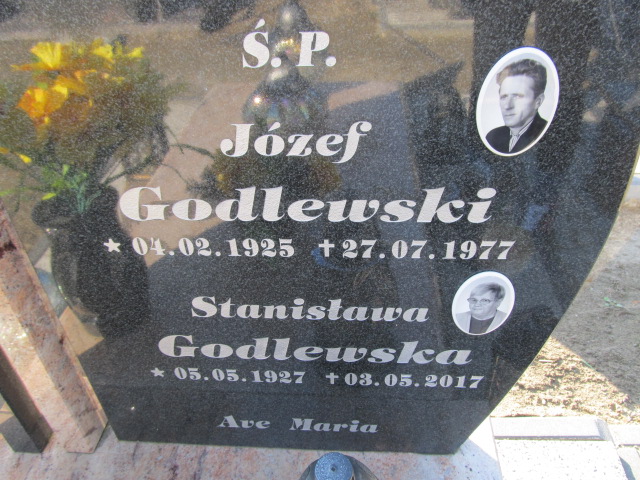 Ś.P.
Józef
Godlewski
★ 04.02.1925 ✝ 27.07.1977
Stanisława
Godlewska
★ 05.05.1927 ✝ 03.05.2017
Ave Maria